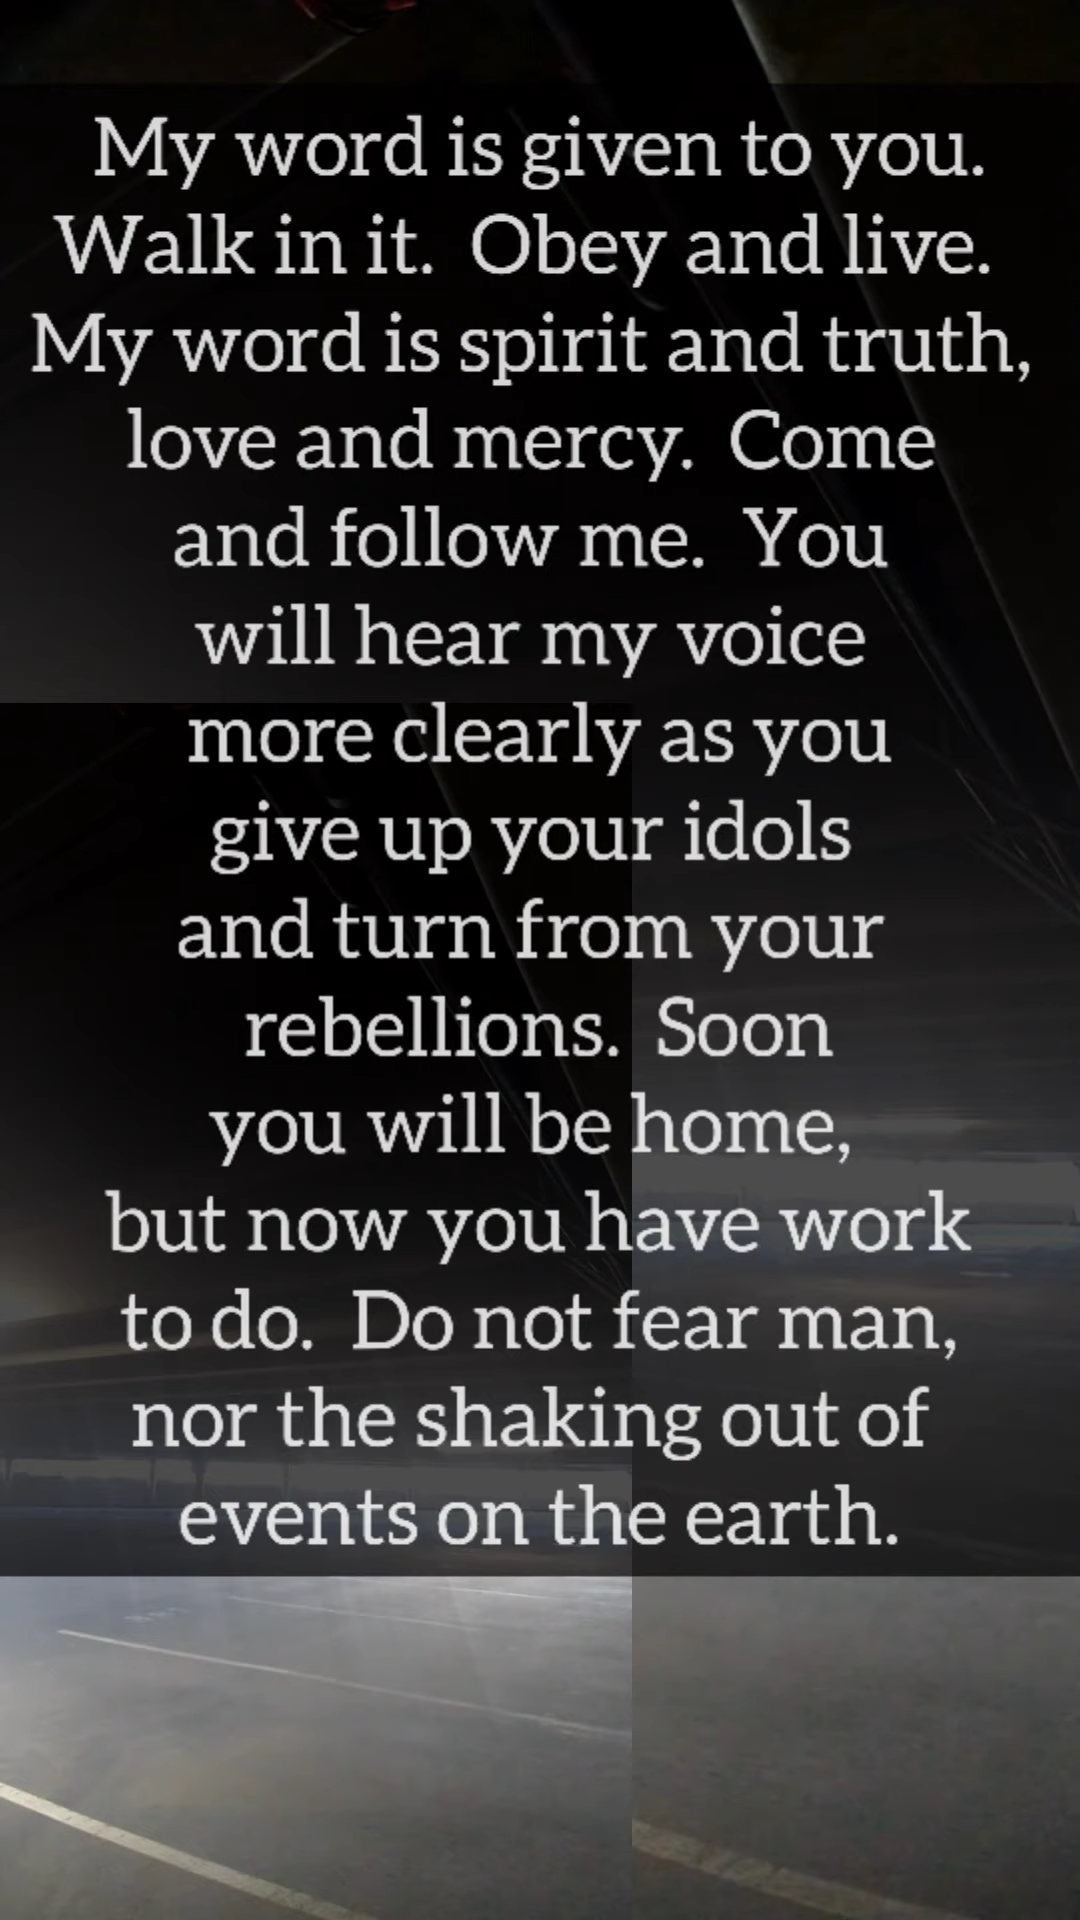 My word is given to you.
Walk in it.  Obey and live.
My word is spirit and truth,
love and mercy.  Come
and follow me.  You
will hear my voice
more clearly as you
give up your idols
and turn from your
rebellions.  Soon
you will be home,
but now you have work
to do.  Do not fear man,
nor the shaking out of
events on the earth.